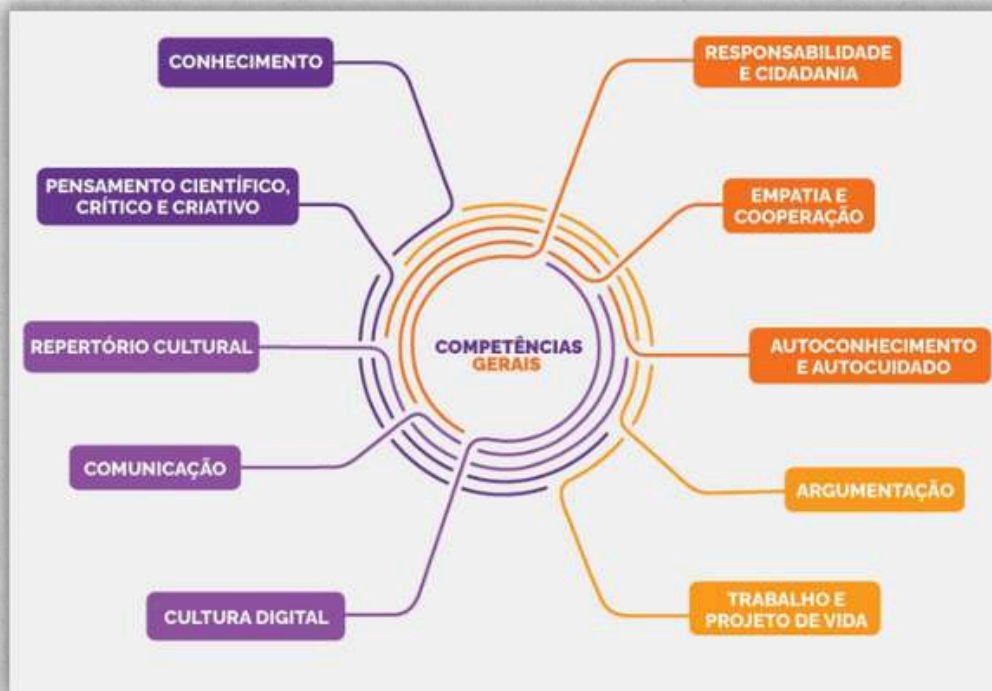 CONHECIMENTO
PENSAMENTO CIENTÍFICO,
CRÍTICO E CRIATIVO
REPERTÓRIO CULTURAL
COMUNICAÇÃO
CULTURA DIGITAL
COMPETÊNCIAS
GERAIS
RESPONSABILIDADE
E CIDADANIA
EMPATIA E
COOPERAÇÃO
AUTOCONHECIMENTO
E AUTOCUIDADO
ARGUMENTAÇÃO
TRABALHO E
PROJETO DE VIDA